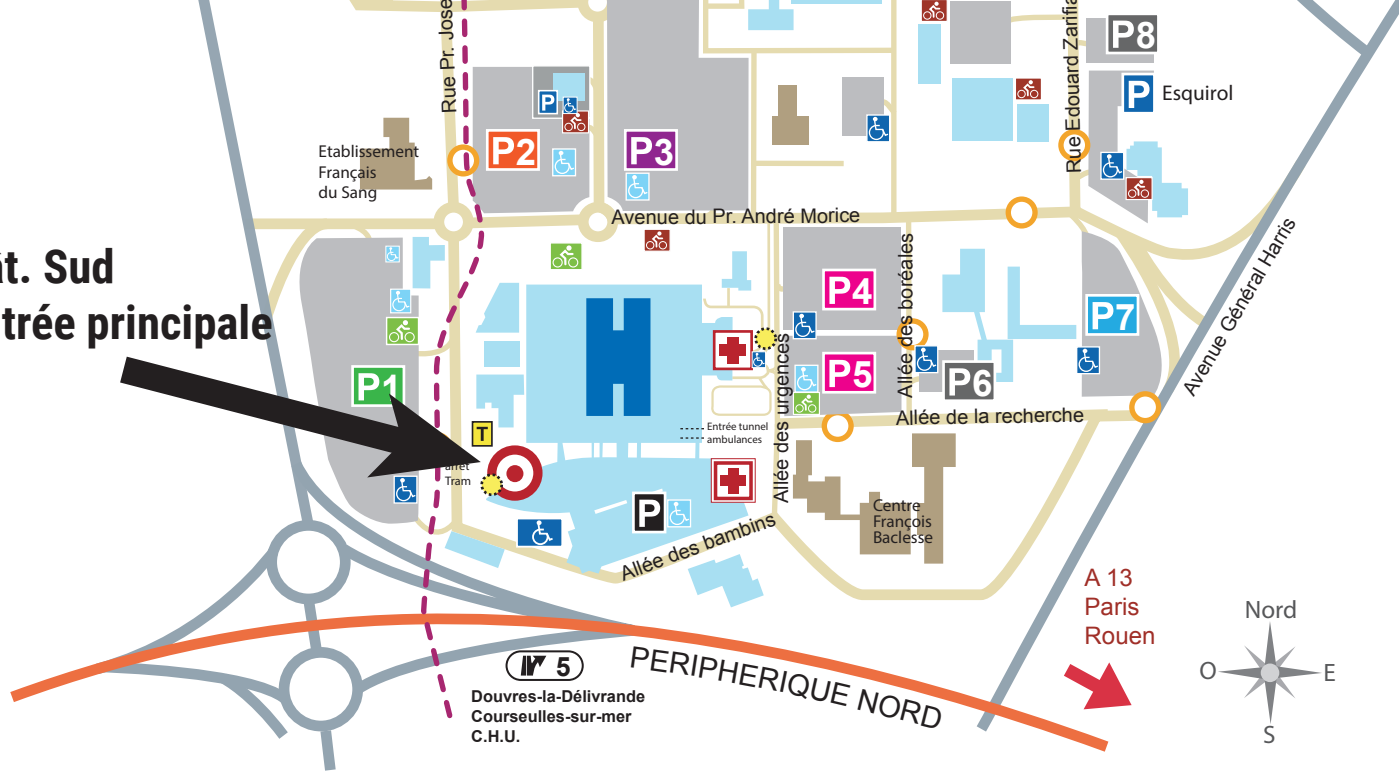 Rue Pr. Jose
Rue Edouard Zarifia
P8
P
P
Esquirol
P2
P3
Etablissement
Français
du Sang
Avenue du Pr. André Morice
ât. Sud
trée principale
P4
P7
P1
P5
P6
H
Allée des boréales
Allée des urgences
Avenue Général Harris
Allée de la recherche
T
Entrée tunnel
ambulances
arrêt
Tram
P
Centre
François
Baclesse
Allée des bambins
A 13
Paris
Rouen
Nord
O
E
S
5
PERIPHERIQUE NORD
Douvres-la-Délivrande
Courseulles-sur-mer
C.H.U.